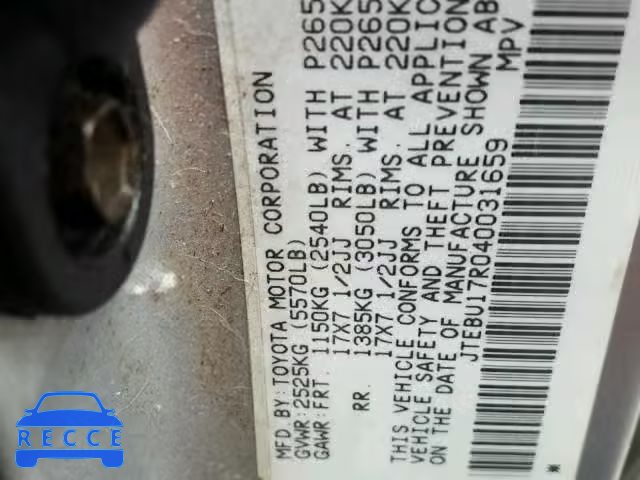 MFD.BY:TOYOTA MOTOR CORPORATION
GVWR:2525KG (5570LB)
GAWR:FRT. 1150KG (2540LB) WITH P265
17X7 1/2JJ RIMS. AT 220K
RR. 1385KG (3050LB) WITH P265
17X7 1/2JJ RIMS. AT 220K
THIS VEHICLE CONFORMS TO ALL APPLIC
VEHICLE SAFETY AND THEFT PREVENTION
ON THE DATE OF MANUFACTURE SHOWN AB
JTEBU17R040031659 MPV
*
RECCE